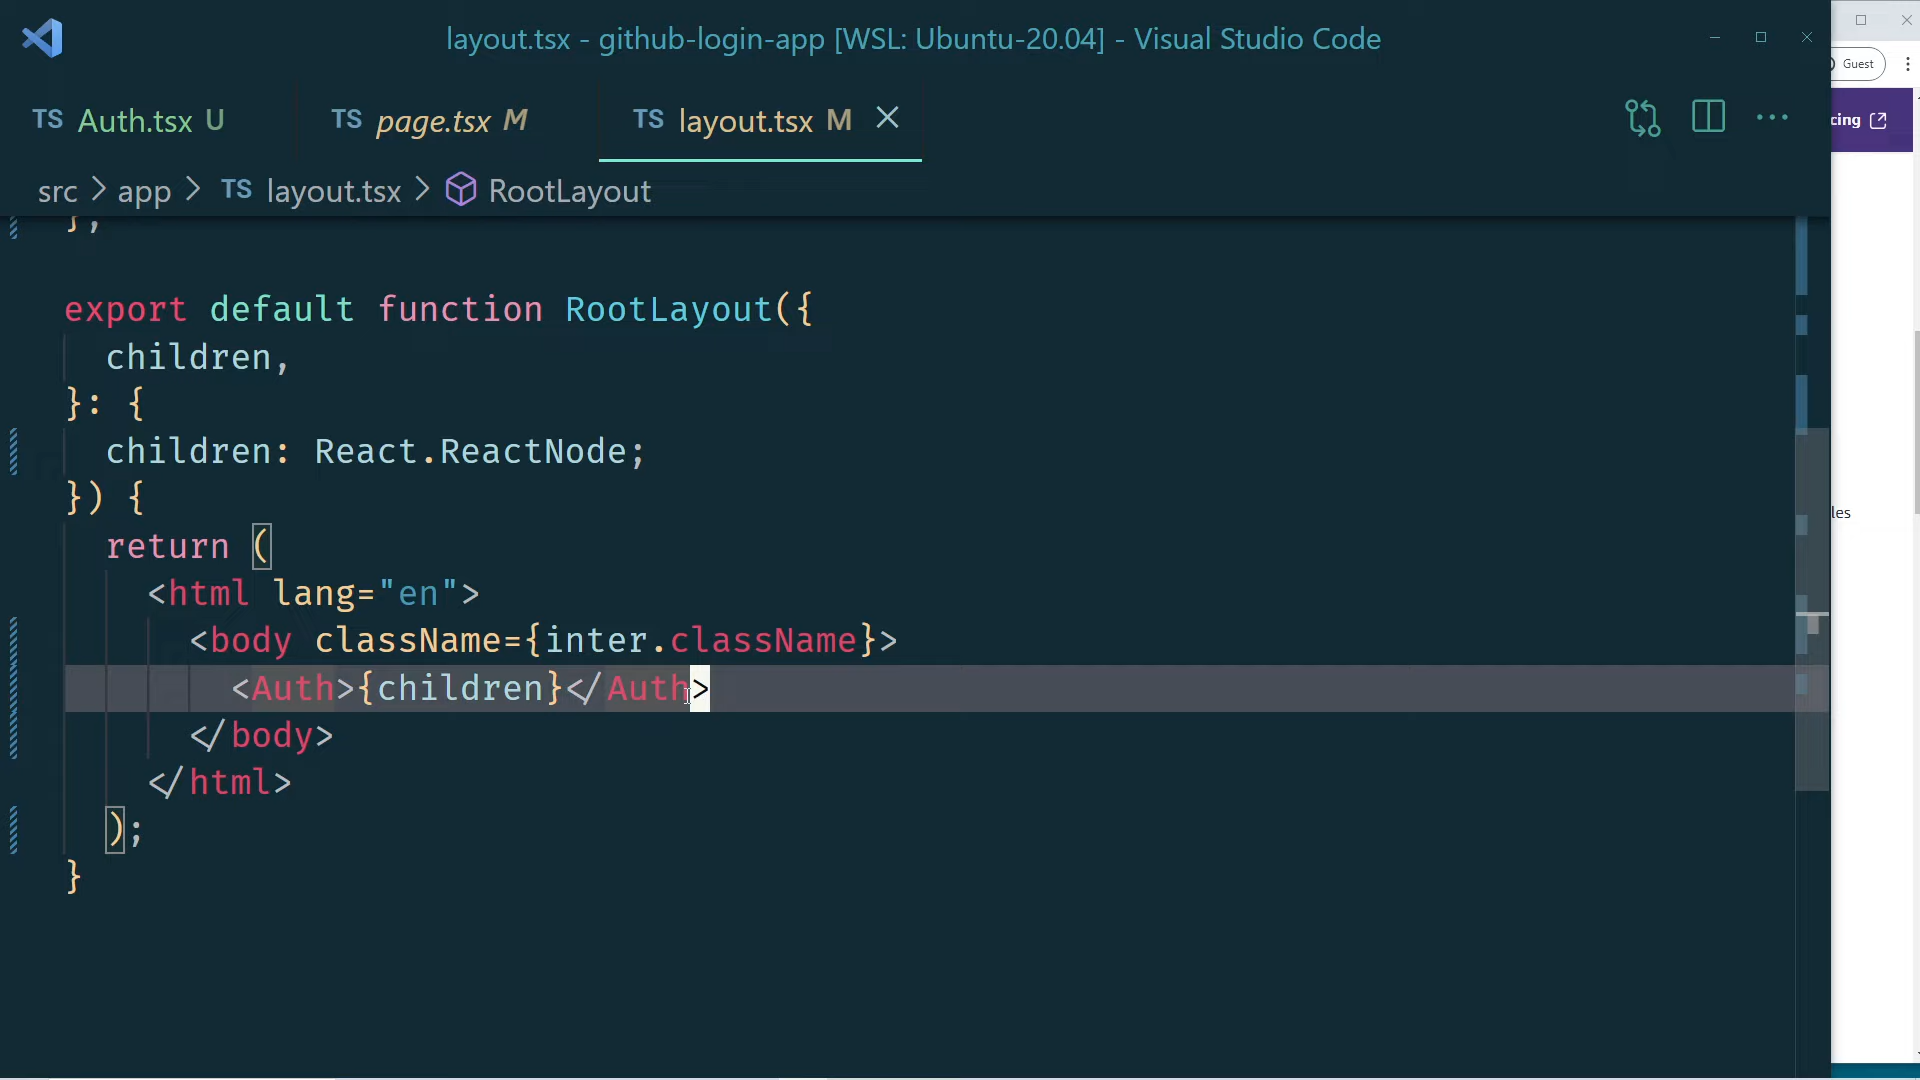 layout.tsx - github-login-app [WSL: Ubuntu-20.04] - Visual Studio Code
Guest
TS Auth.tsx U
TS page.tsx M
TS layout.tsx M
cing
src > app > TS layout.tsx > RootLayout
},
export default function RootLayout({
children,
}: {
children: React.ReactNode;
}) {
return (
<html lang="en">
<body className={inter.className}>
<Auth>{children}</Auth>
</body>
</html>
);
}
les